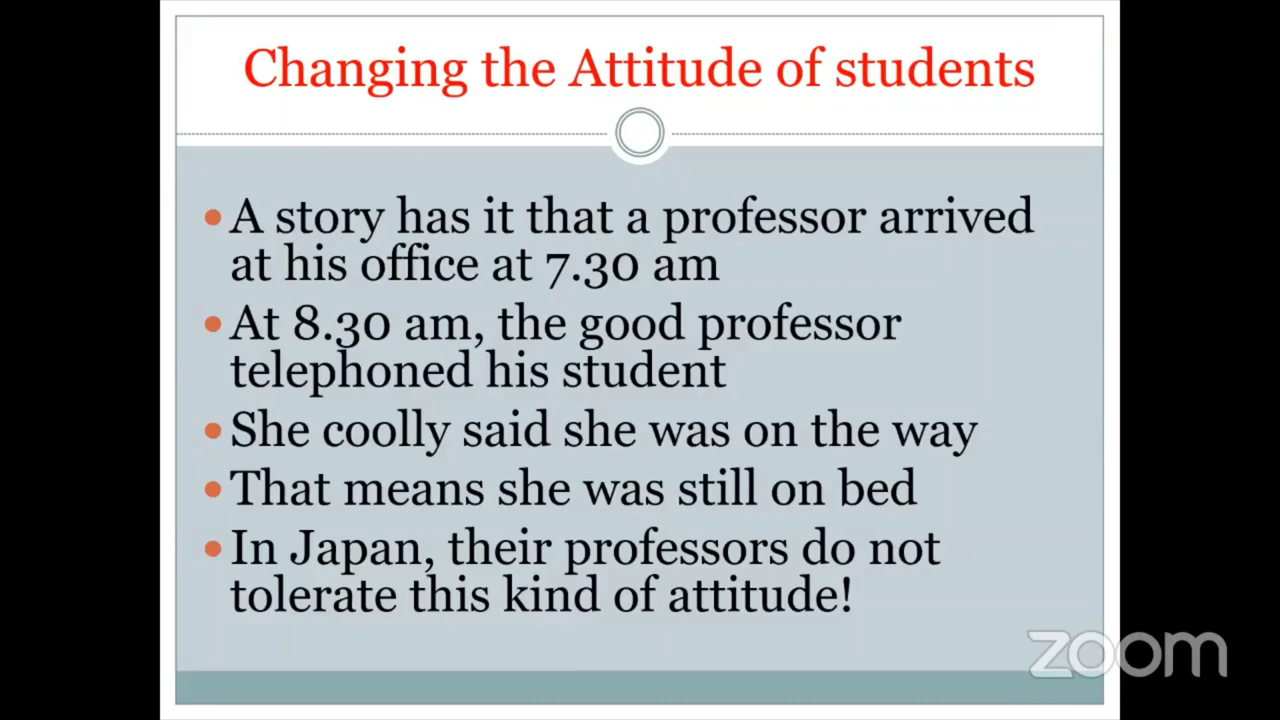 Changing the Attitude of students
• A story has it that a professor arrived
at his office at 7.30 am
• At 8.30 am, the good professor
telephoned his student
• She coolly said she was on the way
• That means she was still on bed
• In Japan, their professors do not
tolerate this kind of attitude!
zoom